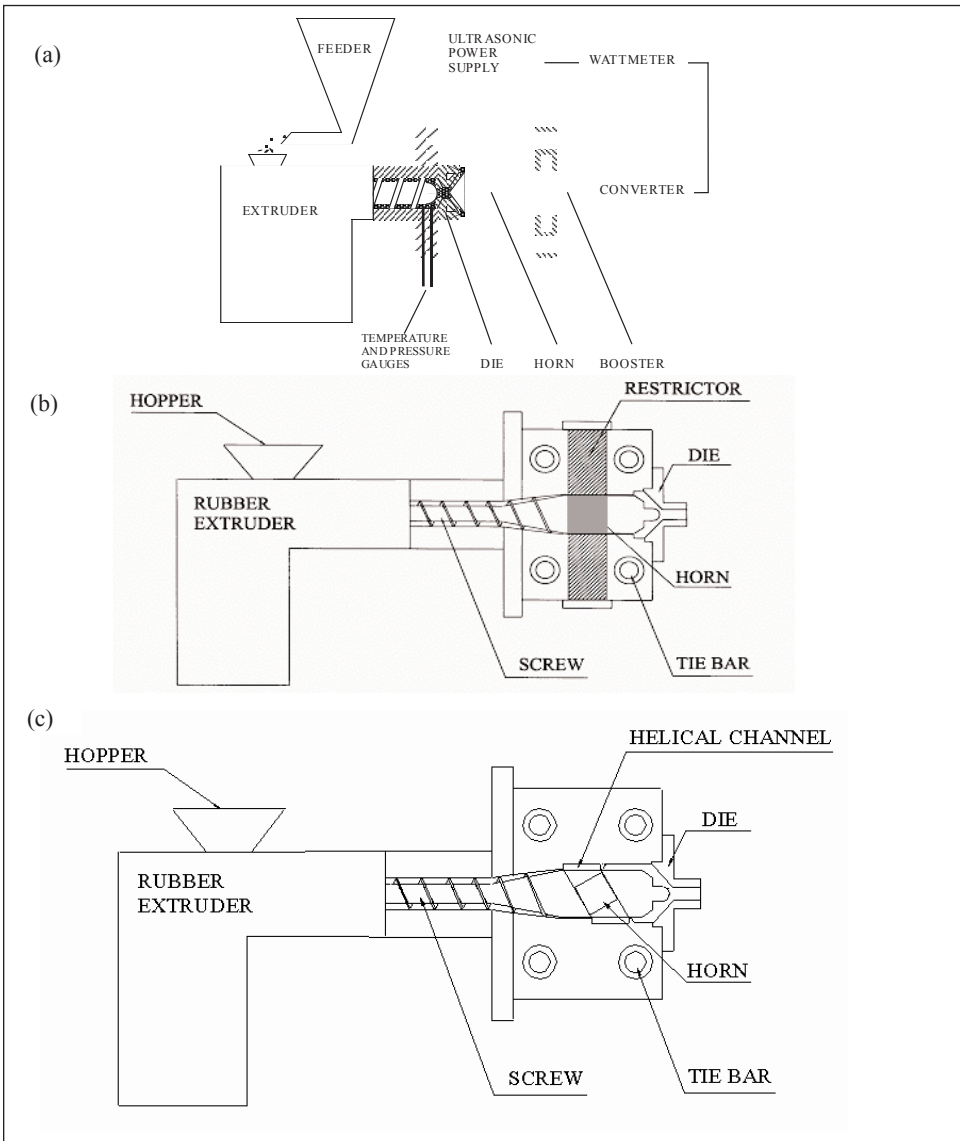 (a)
FEEDER
ULTRASONIC
POWER
SUPPLY
WATTMETER
EXTRUDER
CONVERTER
TEMPERATURE
AND PRESSURE
GAUGES
DIE
HORN
BOOSTER
(b)
HOPPER
RESTRICTOR
DIE
RUBBER
EXTRUDER
HORN
SCREW
TIE BAR
(c)
HELICAL CHANNEL
HOPPER
DIE
RUBBER
EXTRUDER
HORN
SCREW
TIE BAR